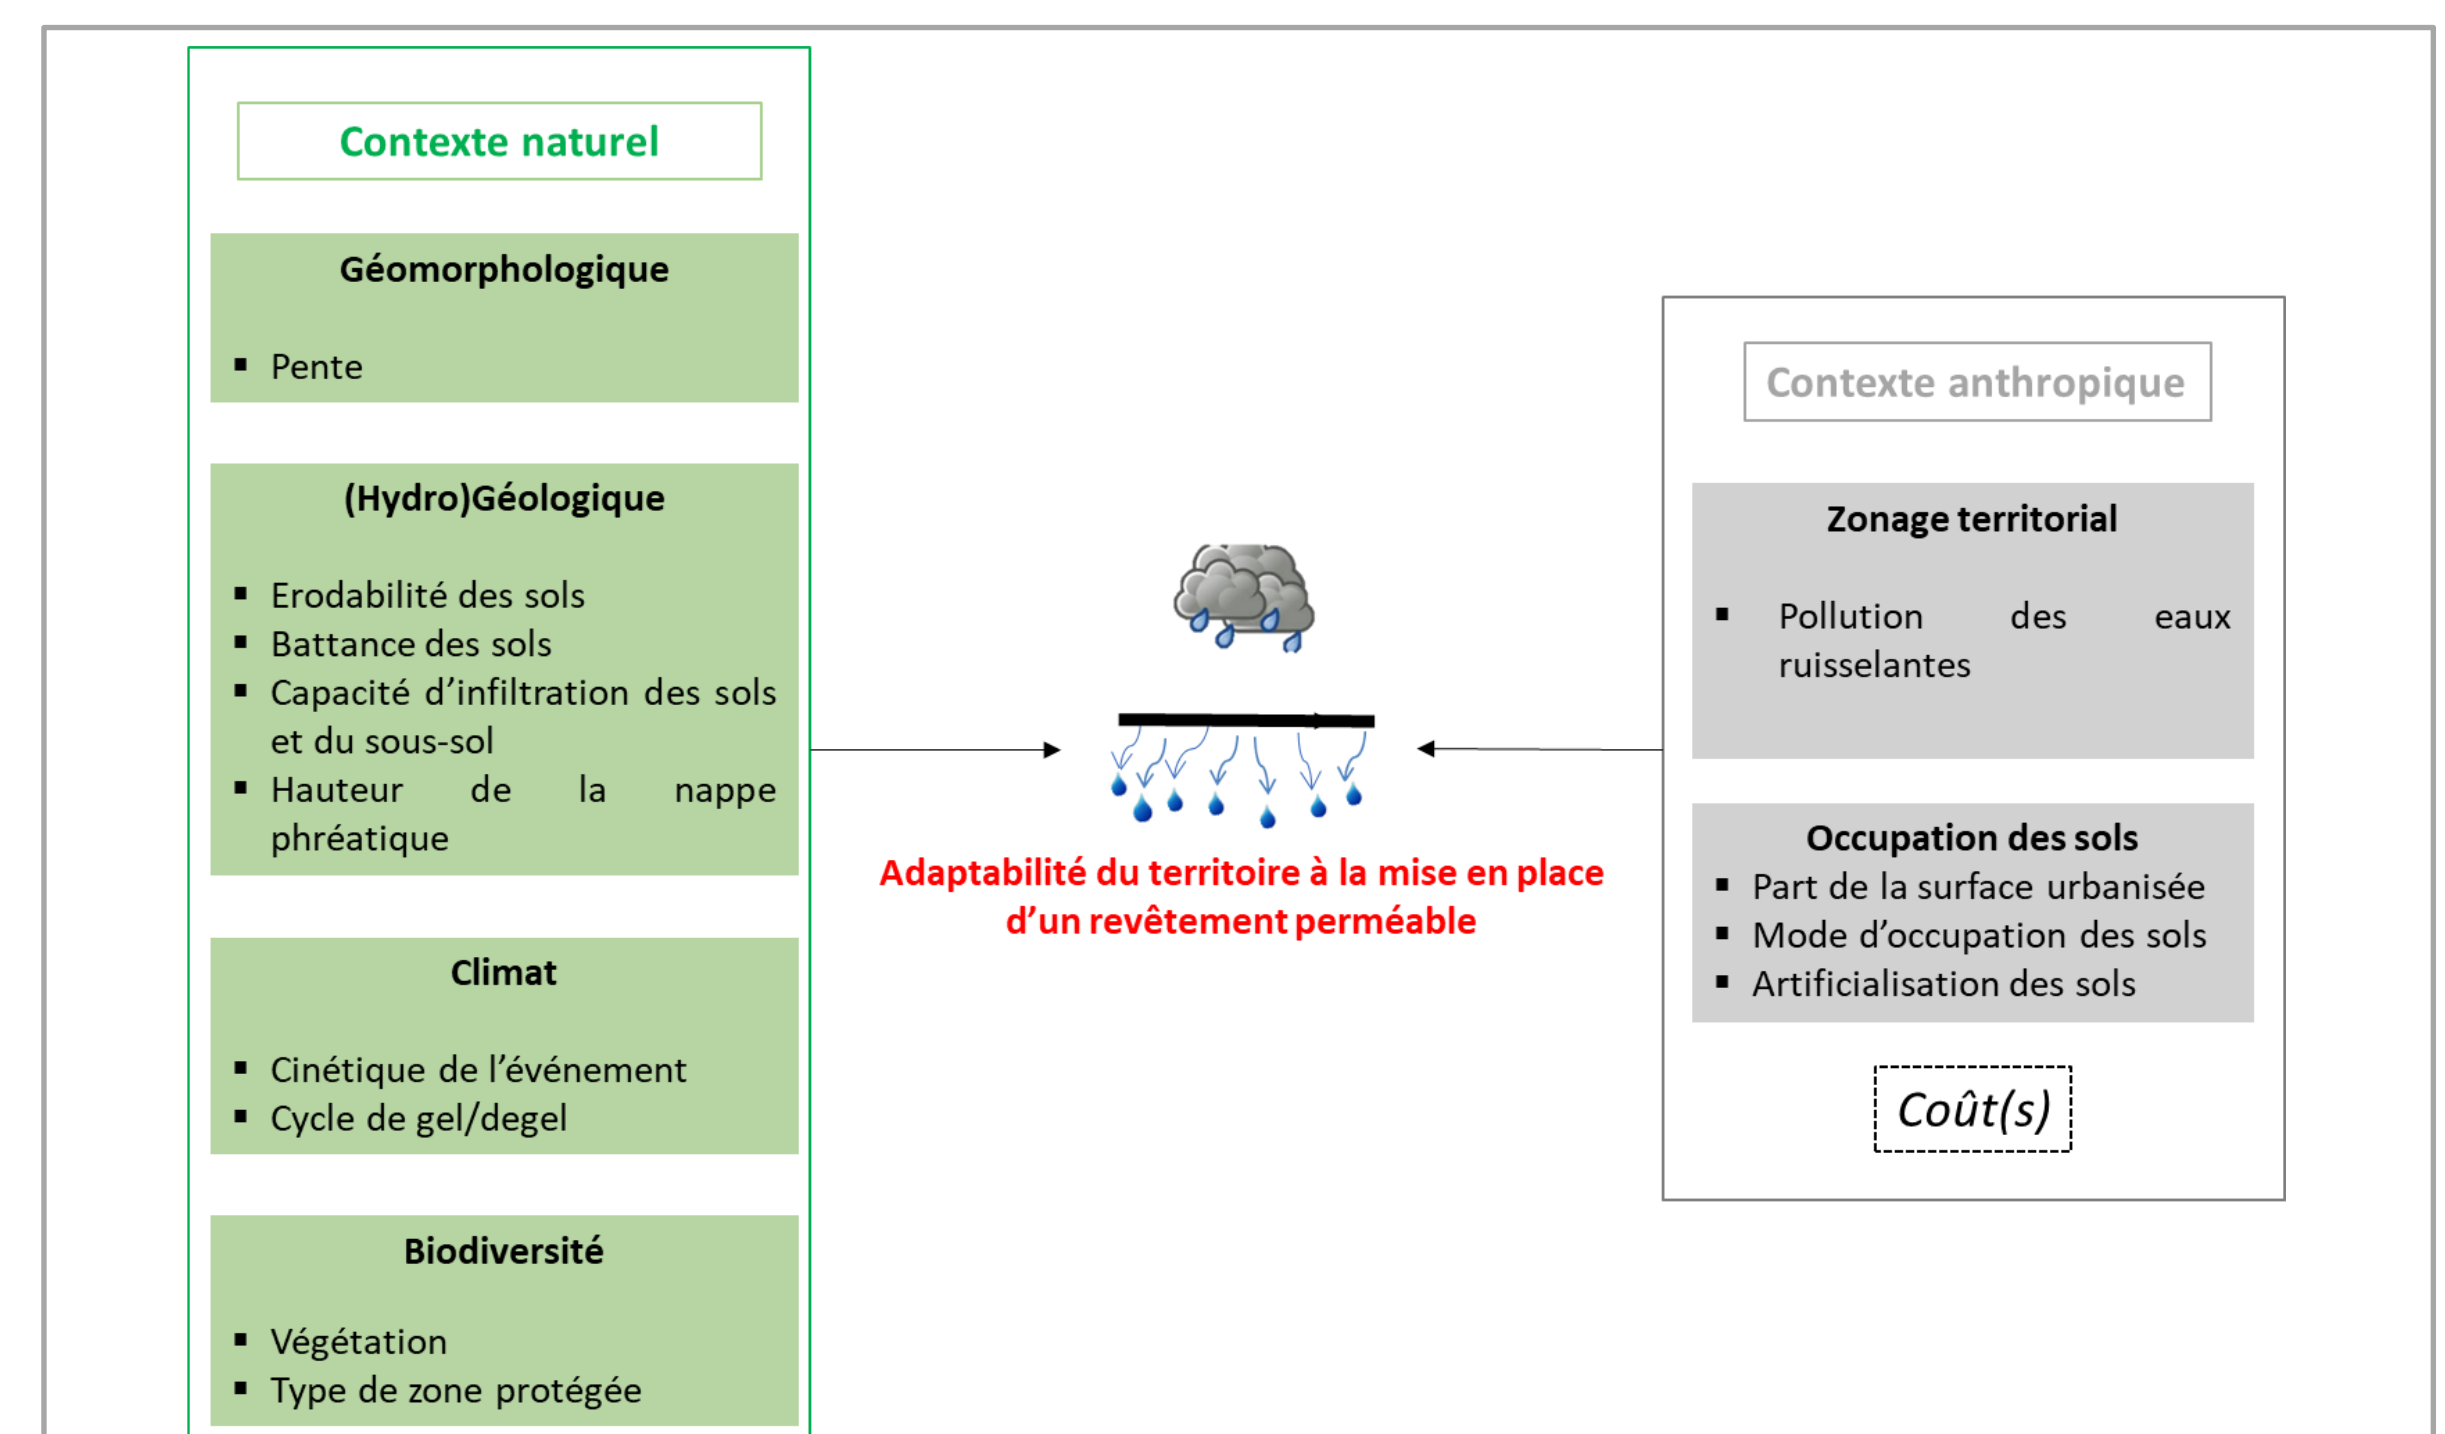 Contexte naturel
Géomorphologique
▪ Pente
(Hydro)Géologique
▪ Erodabilité des sols
▪ Battance des sols
▪ Capacité d’infiltration des sols
et du sous-sol
▪ Hauteur de la nappe
phréatique
Climat
▪ Cinétique de l’événement
▪ Cycle de gel/degel
Biodiversité
▪ Végétation
▪ Type de zone protégée
Adaptabilité du territoire à la mise en place
d’un revêtement perméable
Contexte anthropique
Zonage territorial
▪ Pollution des eaux
ruisselantes
Occupation des sols
▪ Part de la surface urbanisée
▪ Mode d’occupation des sols
▪ Artificialisation des sols
Coût(s)